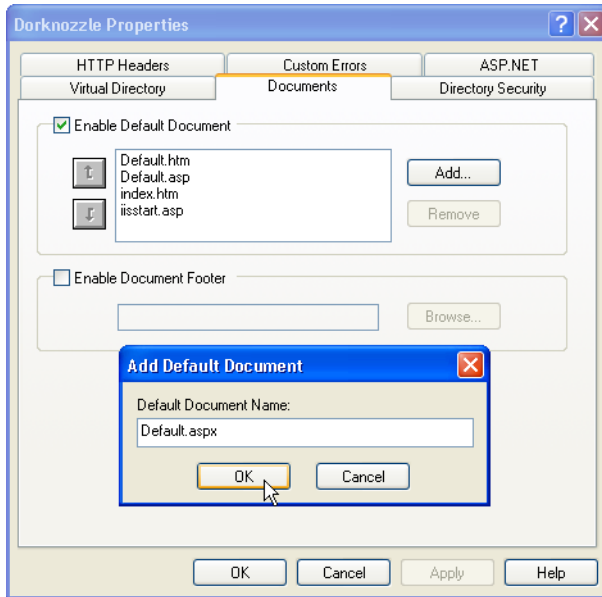 Dorknozzle Properties
HTTP Headers Custom Errors ASP.NET
Virtual Directory Documents Directory Security
Enable Default Document
Default.htm
Default.asp
index.htm
iisstart.asp
Add...
Remove
Enable Document Footer
Browse...
Add Default Document
Default Document Name:
Default.aspx
OK Cancel
OK Cancel Apply Help